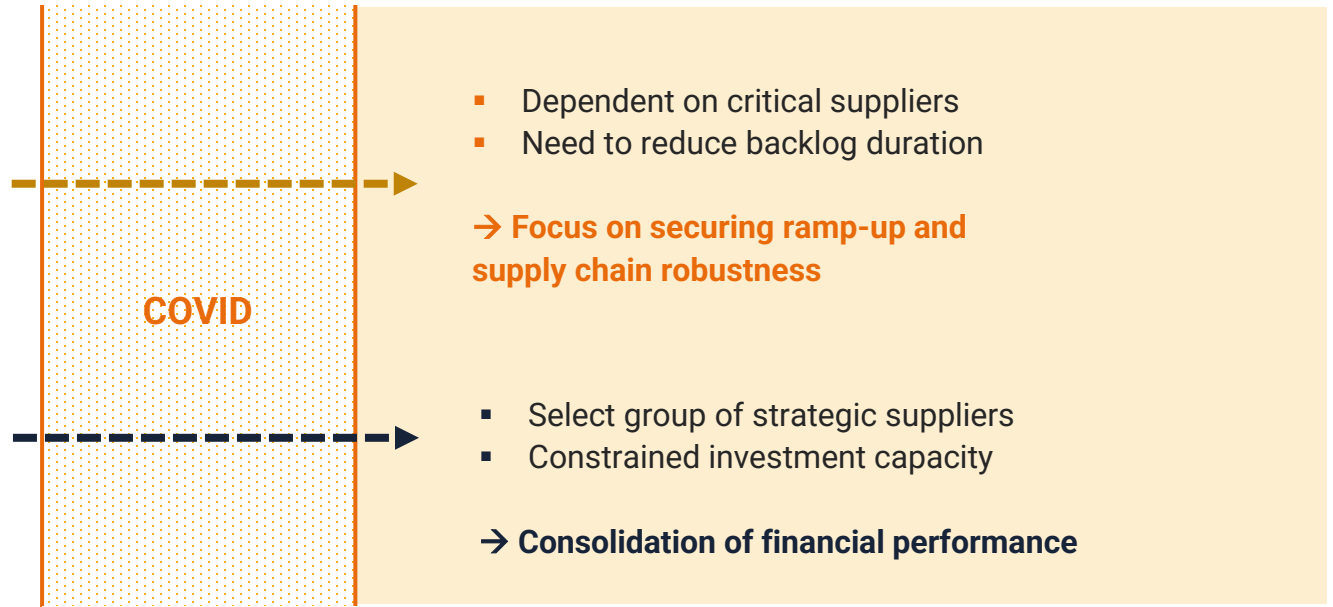 ▪ Dependent on critical suppliers
▪ Need to reduce backlog duration
→ Focus on securing ramp-up and
supply chain robustness
COVID
▪ Select group of strategic suppliers
▪ Constrained investment capacity
→ Consolidation of financial performance